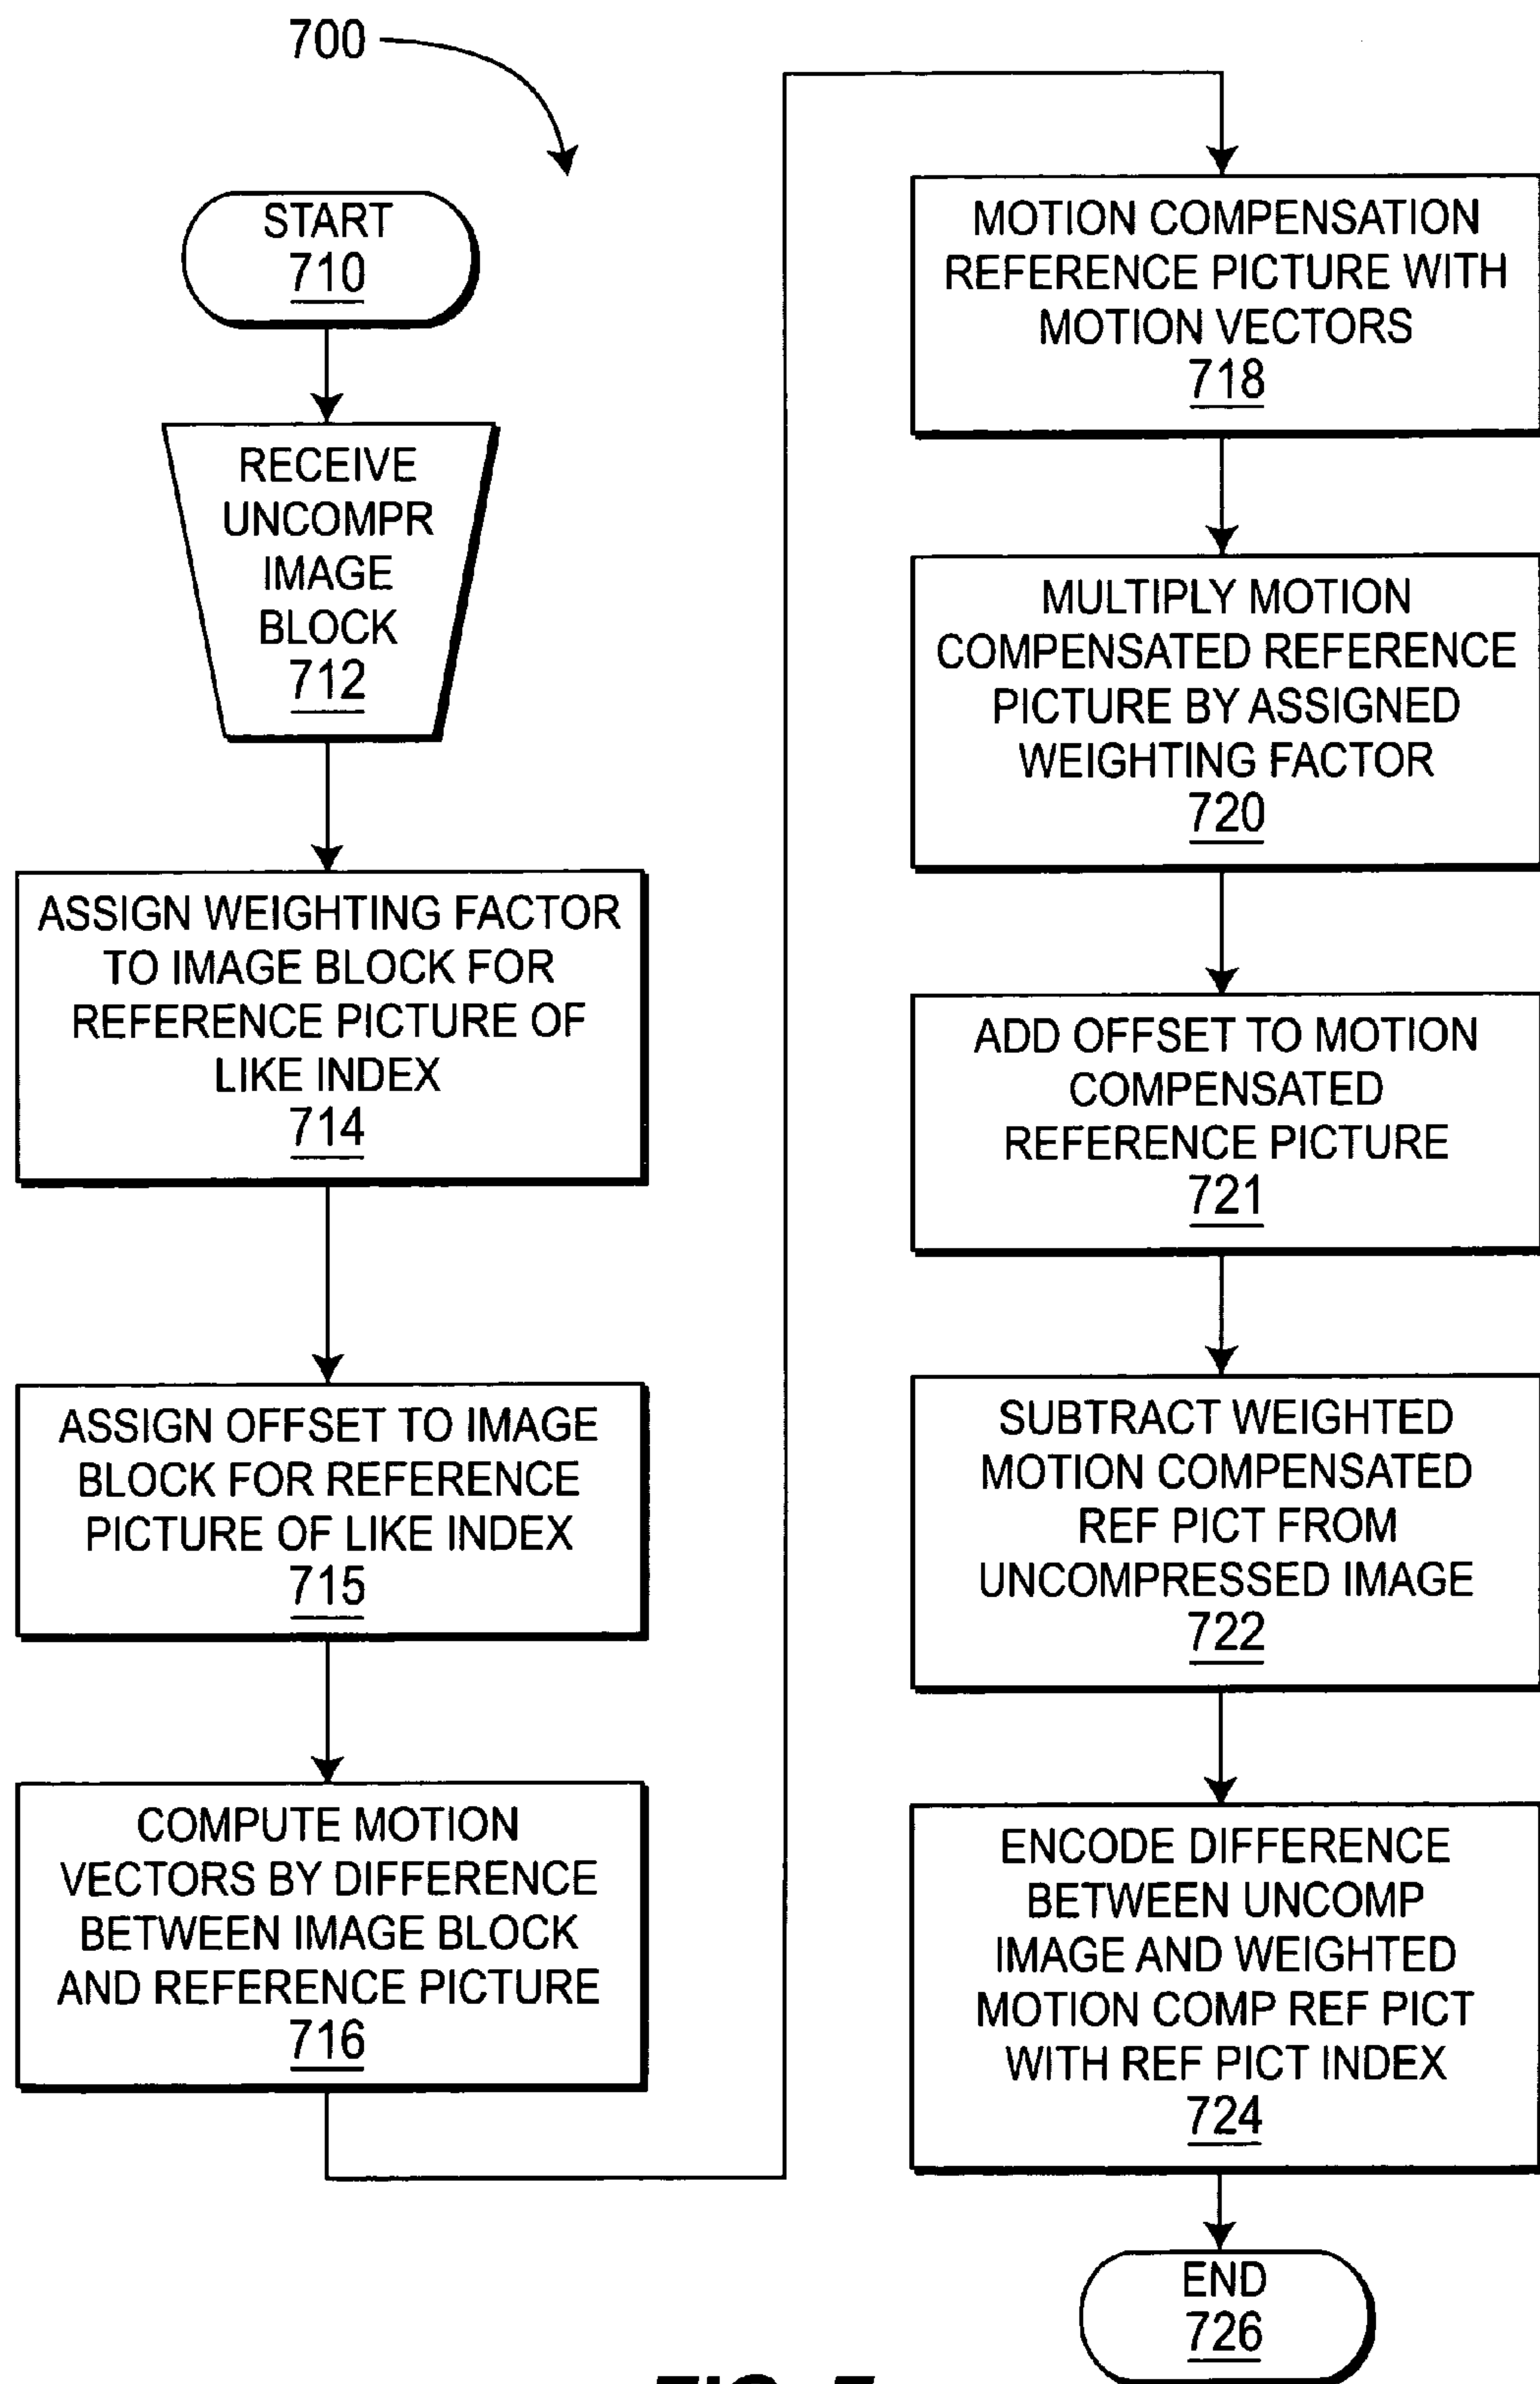 700
START
710
RECEIVE
UNCOMPR
IMAGE
BLOCK
712
ASSIGN WEIGHTING FACTOR
TO IMAGE BLOCK FOR
REFERENCE PICTURE OF
LIKE INDEX
714
ASSIGN OFFSET TO IMAGE
BLOCK FOR REFERENCE
PICTURE OF LIKE INDEX
715
COMPUTE MOTION
VECTORS BY DIFFERENCE
BETWEEN IMAGE BLOCK
AND REFERENCE PICTURE
716
MOTION COMPENSATION
REFERENCE PICTURE WITH
MOTION VECTORS
718
MULTIPLY MOTION
COMPENSATED REFERENCE
PICTURE BY ASSIGNED
WEIGHTING FACTOR
720
ADD OFFSET TO MOTION
COMPENSATED
REFERENCE PICTURE
721
SUBTRACT WEIGHTED
MOTION COMPENSATED
REF PICT FROM
UNCOMPRESSED IMAGE
722
ENCODE DIFFERENCE
BETWEEN UNCOMP
IMAGE AND WEIGHTED
MOTION COMP REF PICT
WITH REF PICT INDEX
724
END
726